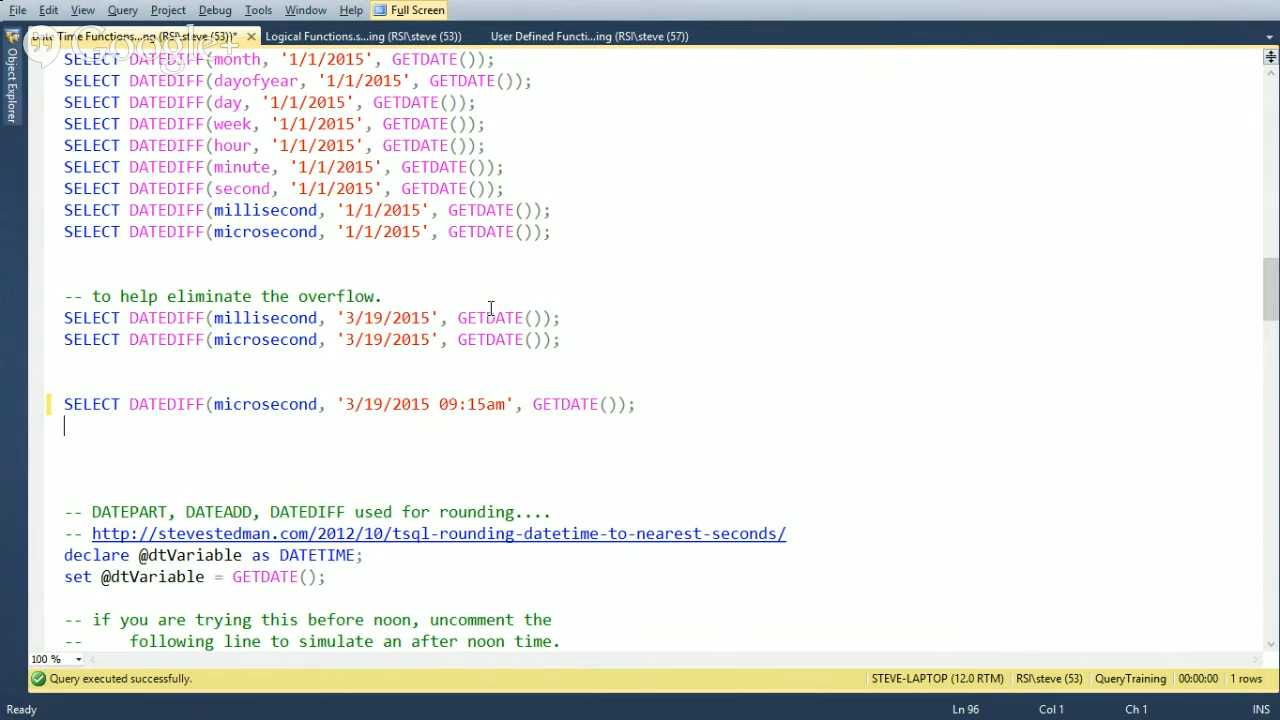 File Edit View Query Project Debug Tools Window Help Full Screen
Date Time Functions...ng (RSI\steve (53))* × Logical Functions.s...ing (RSI\steve (53)) User Defined Functi...ing (RSI\steve (57))
Google+
Object Explorer
SELECT DATEDIFF(month, '1/1/2015', GETDATE());
SELECT DATEDIFF(dayofyear, '1/1/2015', GETDATE());
SELECT DATEDIFF(day, '1/1/2015', GETDATE());
SELECT DATEDIFF(week, '1/1/2015', GETDATE());
SELECT DATEDIFF(hour, '1/1/2015', GETDATE());
SELECT DATEDIFF(minute, '1/1/2015', GETDATE());
SELECT DATEDIFF(second, '1/1/2015', GETDATE());
SELECT DATEDIFF(millisecond, '1/1/2015', GETDATE());
SELECT DATEDIFF(microsecond, '1/1/2015', GETDATE());
-- to help eliminate the overflow.
SELECT DATEDIFF(millisecond, '3/19/2015', GETDATE());
SELECT DATEDIFF(microsecond, '3/19/2015', GETDATE());
SELECT DATEDIFF(microsecond, '3/19/2015 09:15am', GETDATE());
-- DATEPART, DATEADD, DATEDIFF used for rounding....
-- http://stevestedman.com/2012/10/tsql-rounding-datetime-to-nearest-seconds/
declare @dtVariable as DATETIME;
set @dtVariable = GETDATE();
-- if you are trying this before noon, uncomment the
-- following line to simulate an after noon time.
100 %
Query executed successfully. STEVE-LAPTOP (12.0 RTM) RSI\steve (53) QueryTraining 00:00:00 1 rows
Ready Ln 96 Col 1 Ch 1 INS